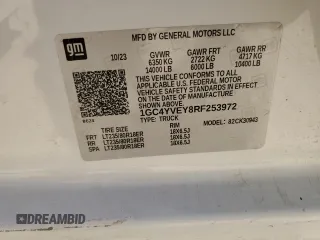 MFD BY GENERAL MOTORS LLC
gm
10/23
GVWR GAWR FRT GAWR RR
6350 KG 2722 KG 4717 KG
14000 LB 6000 LB 10400 LB
THIS VEHICLE CONFORMS TO ALL
APPLICABLE U.S. FEDERAL MOTOR
VEHICLE SAFETY STANDARDS IN EFFECT
ON THE DATE OF MANUFACTURE
SHOWN ABOVE.
1GC4YVEY8RF253972
TYPE: TRUCK
TIRE SIZE RIM 82CX30943
FRT LT235/80R18ER 18X6.5J
RR LT235/80R18ER 18X6.5J
SPA LT235/80R18ER 18X6.5J
DREAMBID
IAAI.COM